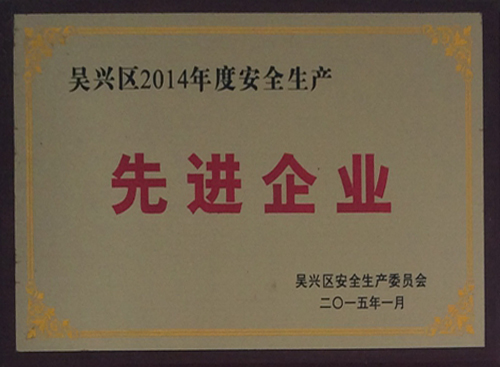 吴兴区2014年度安全生产
先进企业
吴兴区安全生产委员会
二〇一五年一月